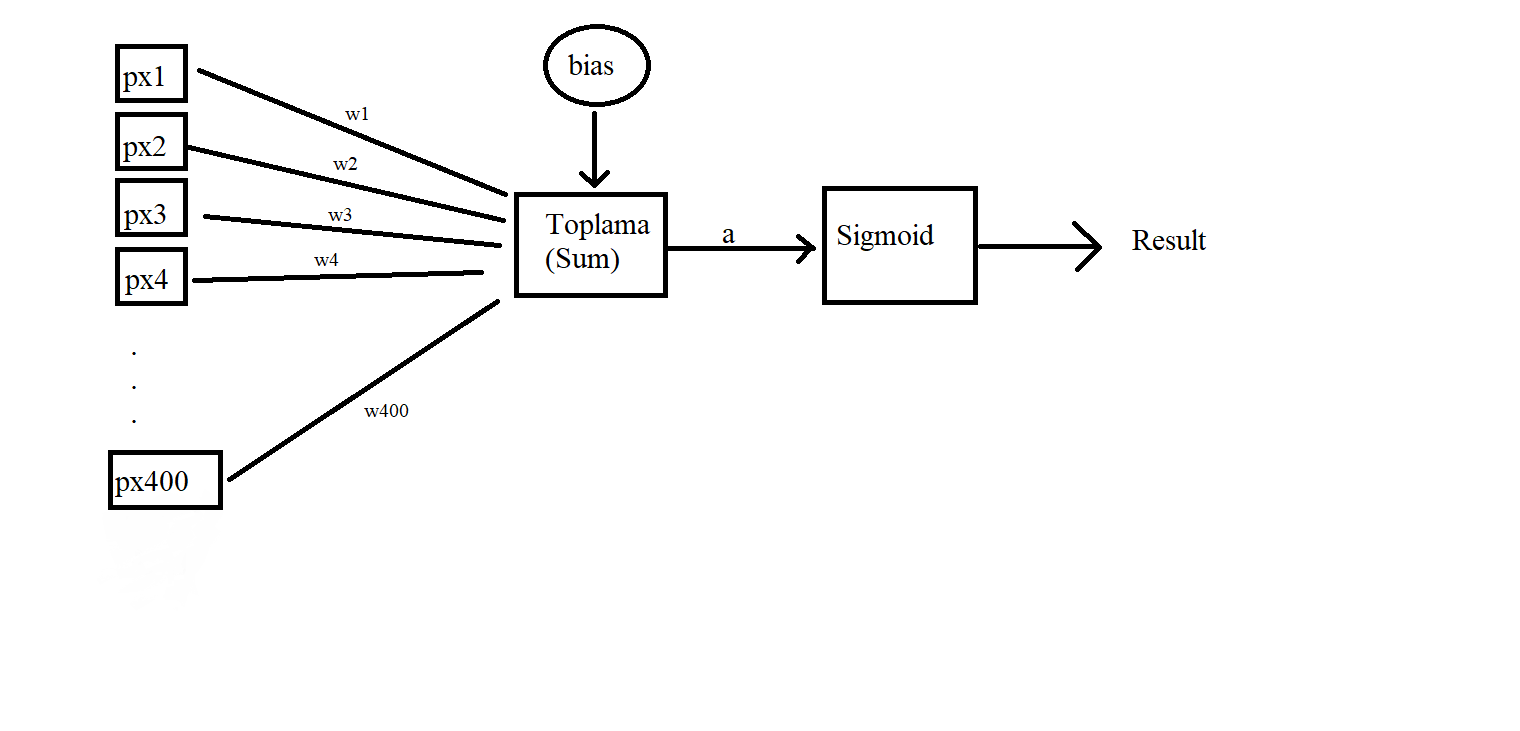 px1
px2
px3
px4
.
.
.
px400
w1
w2
w3
w4
w400
bias
Toplama
(Sum)
a
Sigmoid
Result